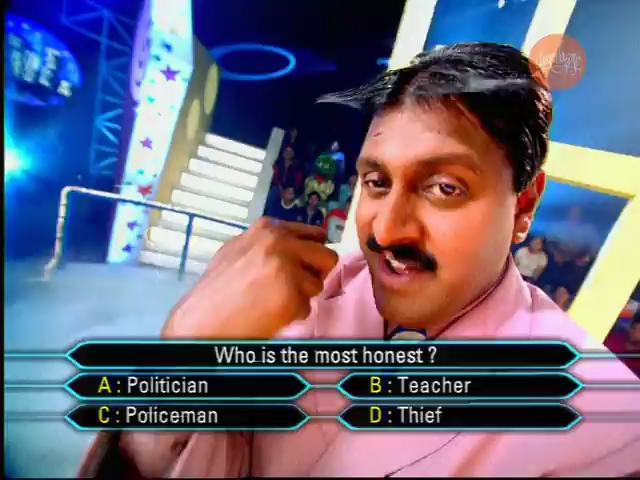 Who is the most honest ?
A : Politician
B : Teacher
C : Policeman
D : Thief